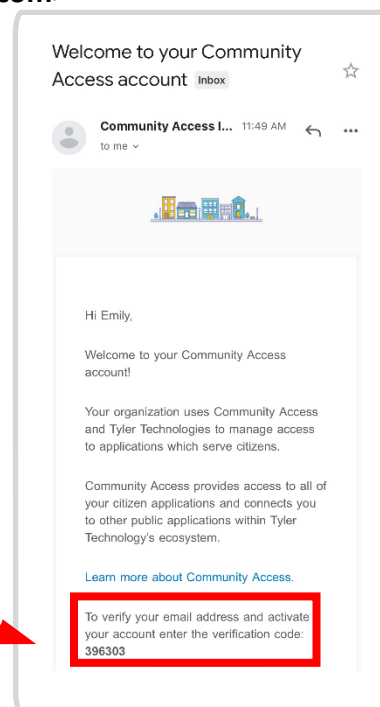 com.
Welcome to your Community
Access account Inbox
Community Access I... 11:49 AM
to me
Hi Emily,
Welcome to your Community Access
account!
Your organization uses Community Access
and Tyler Technologies to manage access
to applications which serve citizens.
Community Access provides access to all of
your citizen applications and connects you
to other public applications within Tyler
Technology's ecosystem.
Learn more about Community Access.
To verify your email address and activate
your account enter the verification code:
396303